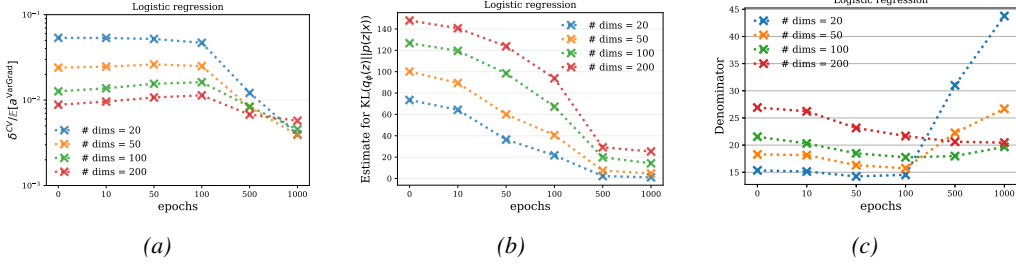 Logistic regression
10⁻¹
10⁻²
10⁻³
δ^CV/𝔼[a^VarGrad]
# dims = 20
# dims = 50
# dims = 100
# dims = 200
0 10 50 100 500 1000
epochs
(a)
Logistic regression
140
120
100
80
60
40
20
0
Estimate for KL(qϕ(z)||p(z|x))
# dims = 20
# dims = 50
# dims = 100
# dims = 200
0 10 50 100 500 1000
epochs
(b)
Logistic regression
45
40
35
30
25
20
15
Denominator
# dims = 20
# dims = 50
# dims = 100
# dims = 200
0 10 50 100 500 1000
epochs
(c)